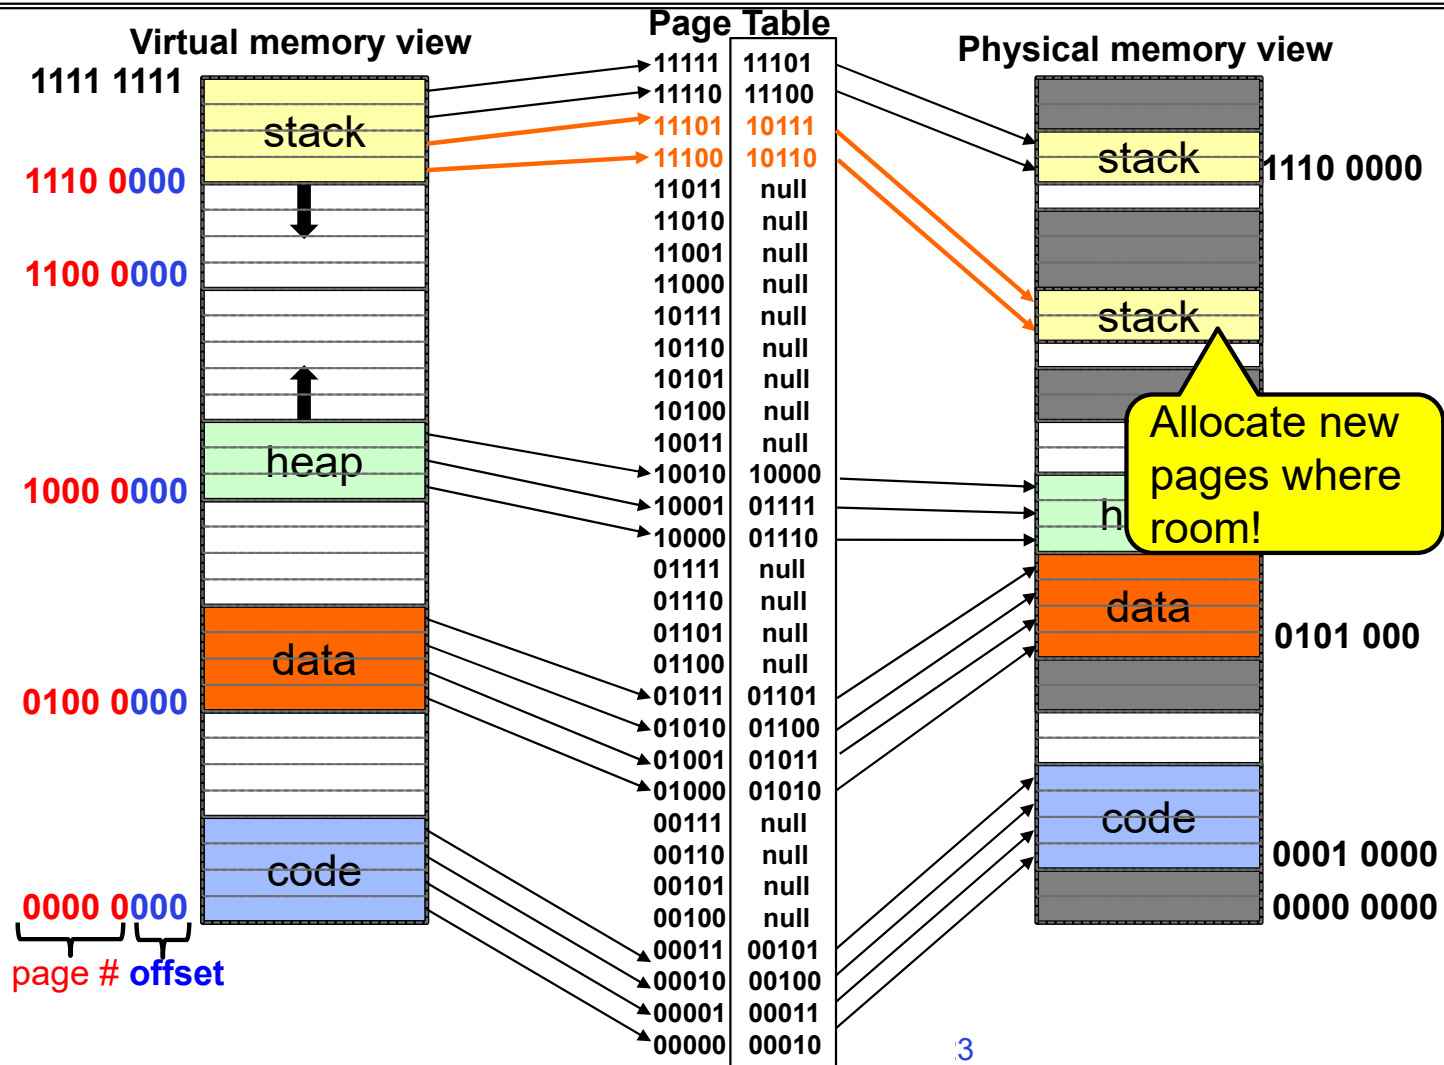 Page Table
Virtual memory view
Physical memory view
1111 1111
stack
1110 0000
1100 0000
heap
1000 0000
data
0100 0000
code
0000 0000
page # offset
11111 11101
11110 11100
11101 10111
11100 10110
11011 null
11010 null
11001 null
11000 null
10111 null
10110 null
10101 null
10100 null
10011 null
10010 10000
10001 01111
10000 01110
01111 null
01110 null
01101 null
01100 null
01011 01101
01010 01100
01001 01011
01000 01010
00111 null
00110 null
00101 null
00100 null
00011 00101
00010 00100
00001 00011
00000 00010
stack
1110 0000
stack
Allocate new
pages where
room!
data
0101 000
code
0001 0000
0000 0000
3